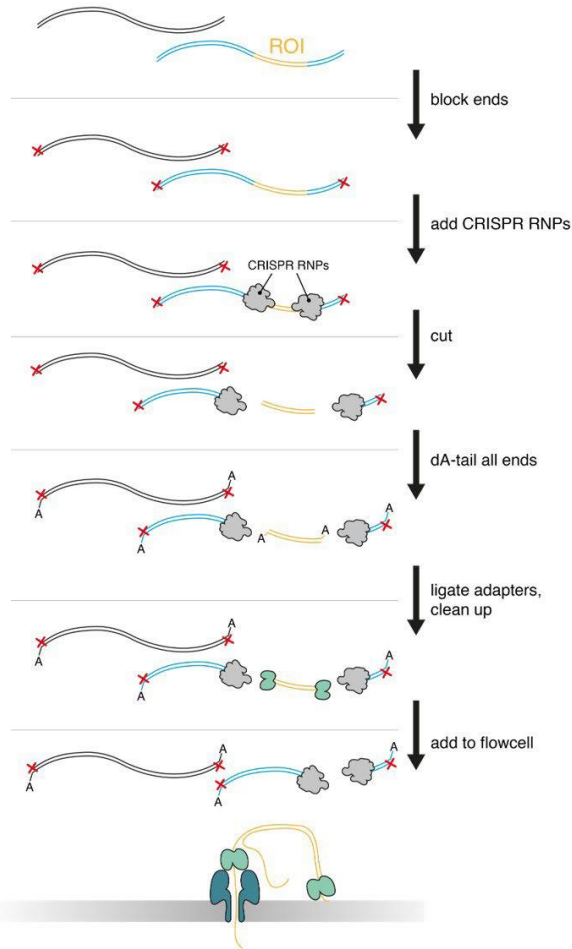 ROI
block ends
add CRISPR RNPs
CRISPR RNPs
cut
dA-tail all ends
A
A
A
A
A
A
ligate adapters,
clean up
A
A
A
A
add to flowcell
A
A
A
A